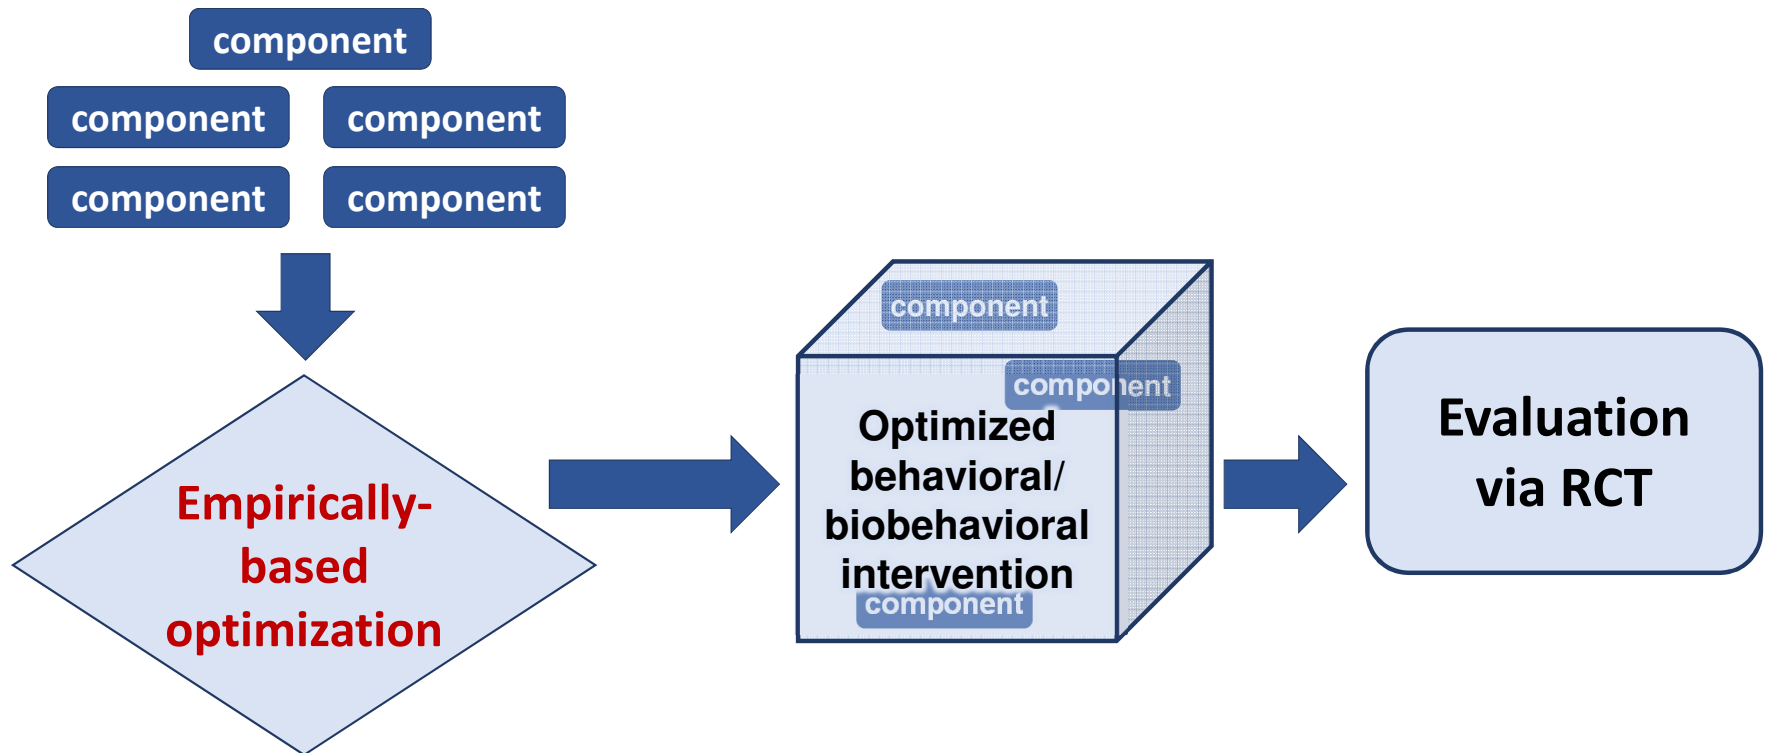 component
component component
component component
Empirically-
based
optimization
component
component
Optimized
behavioral/
biobehavioral
intervention
component
Evaluation
via RCT